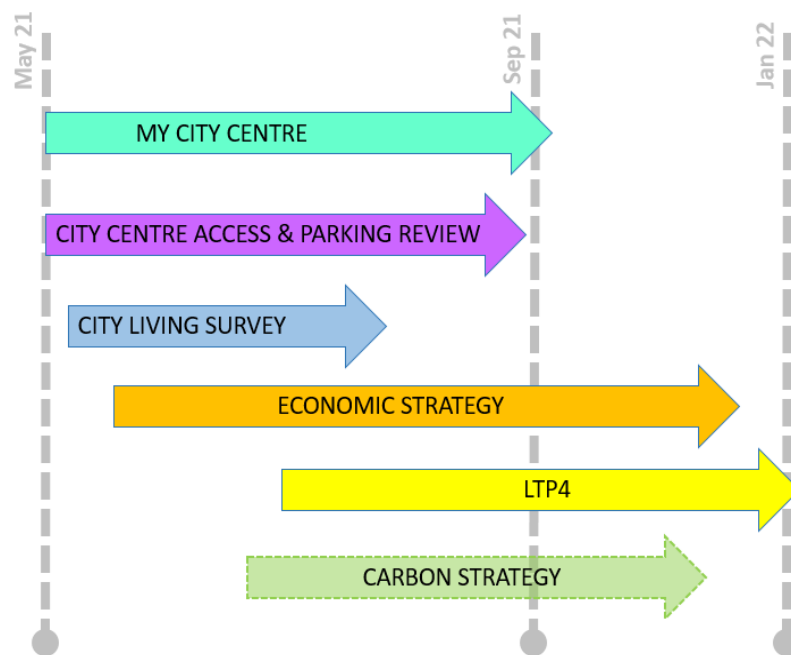 May 21
Sep 21
Jan 22
MY CITY CENTRE
CITY CENTRE ACCESS & PARKING REVIEW
CITY LIVING SURVEY
ECONOMIC STRATEGY
LTP4
CARBON STRATEGY